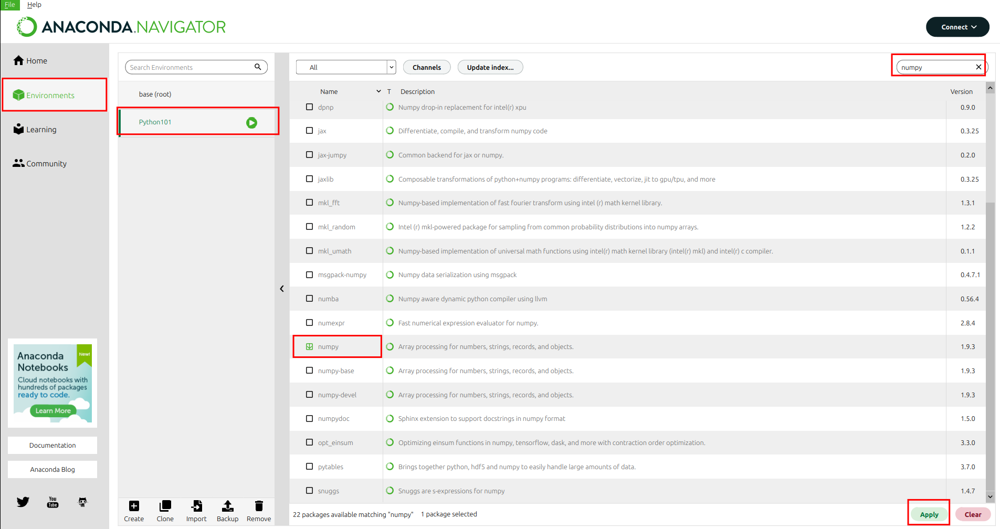 File Help
ANACONDA.NAVIGATOR
Connect
Home
Environments
Learning
Community
Anaconda Notebooks
New!
Cloud notebooks with
hundreds of packages
ready to code.
Learn More
Documentation
Anaconda Blog
You
Tube
Search Environments
base (root)
Python101
Create Clone Import Backup Remove
All Channels Update index... numpy
Name T Description Version
dpnp Numpy drop-in replacement for intel(r) xpu 0.9.0
jax Differentiate, compile, and transform numpy code 0.3.25
jax-jumpy Common backend for jax or numpy. 0.2.0
jaxlib Composable transformations of python+numpy programs: differentiate, vectorize, jit to gpu/tpu, and more 0.3.25
mkl_fft Numpy-based implementation of fast fourier transform using intel (r) math kernel library. 1.3.1
mkl_random Intel (r) mkl-powered package for sampling from common probability distributions into numpy arrays. 1.2.2
mkl_umath Numpy-based implementation of universal math functions using intel(r) math kernel library (intel(r) mkl) and intel(r) c compiler. 0.1.1
msgpack-numpy Numpy data serialization using msgpack 0.4.7.1
numba Numpy aware dynamic python compiler using llvm 0.56.4
numexpr Fast numerical expression evaluator for numpy. 2.8.4
numpy Array processing for numbers, strings, records, and objects. 1.9.3
numpy-base Array processing for numbers, strings, records, and objects. 1.9.3
numpy-devel Array processing for numbers, strings, records, and objects. 1.9.3
numpydoc Sphinx extension to support docstrings in numpy format 1.5.0
opt_einsum Optimizing einsum functions in numpy, tensorflow, dask, and more with contraction order optimization. 3.3.0
pytables Brings together python, hdf5 and numpy to easily handle large amounts of data. 3.7.0
snuggs Snuggs are s-expressions for numpy 1.4.7
22 packages available matching "numpy" 1 package selected Apply Clear